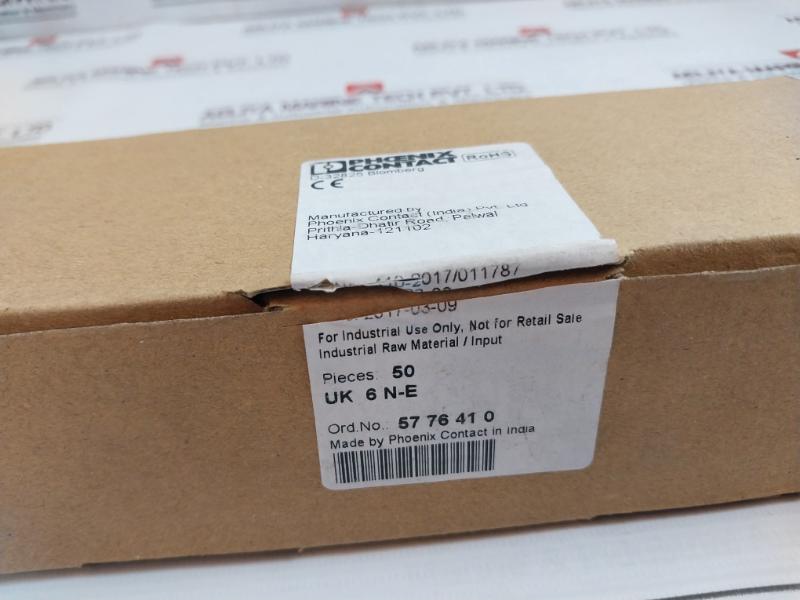 PHOENIX
CONTACT
RoHS
D-32825 Blomberg
CE
Manufactured by
Phoenix Contact (India) Pvt. Ltd
Prithla-Dhatir Road, Palwal
Haryana-121102
2017/011787
2017-03-09
For Industrial Use Only, Not for Retail Sale
Industrial Raw Material / Input
Pieces: 50
UK 6 N-E
Ord.No.: 57 76 41 0
Made by Phoenix Contact in India